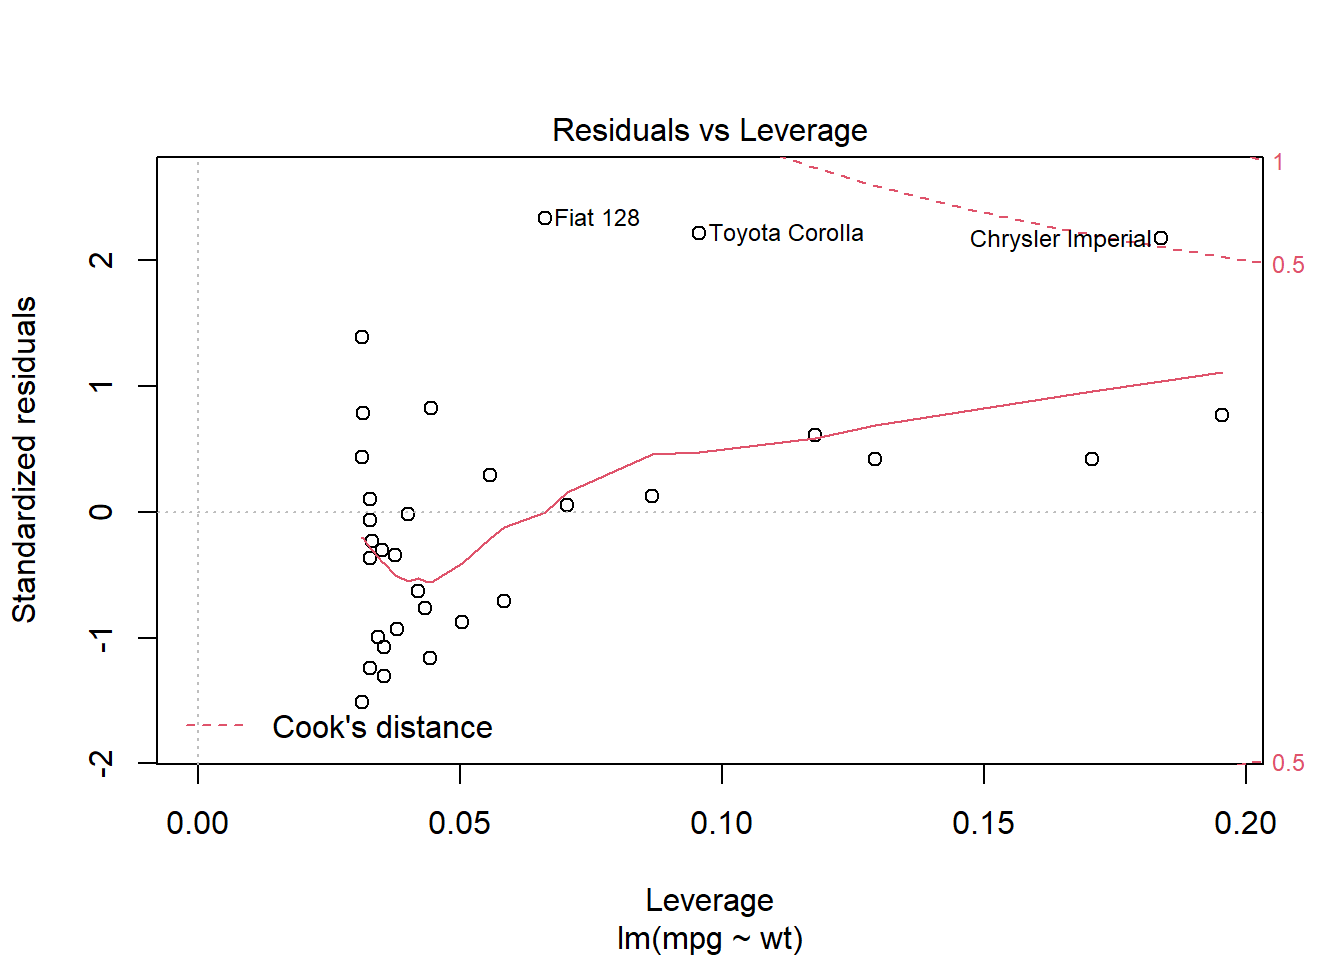 Residuals vs Leverage
1
Fiat 128
Toyota Corolla
Chrysler Imperial
0.5
2
1
0
-1
-2
Standardized residuals
Cook's distance
0.5
0.00 0.05 0.10 0.15 0.20
Leverage
lm(mpg ~ wt)